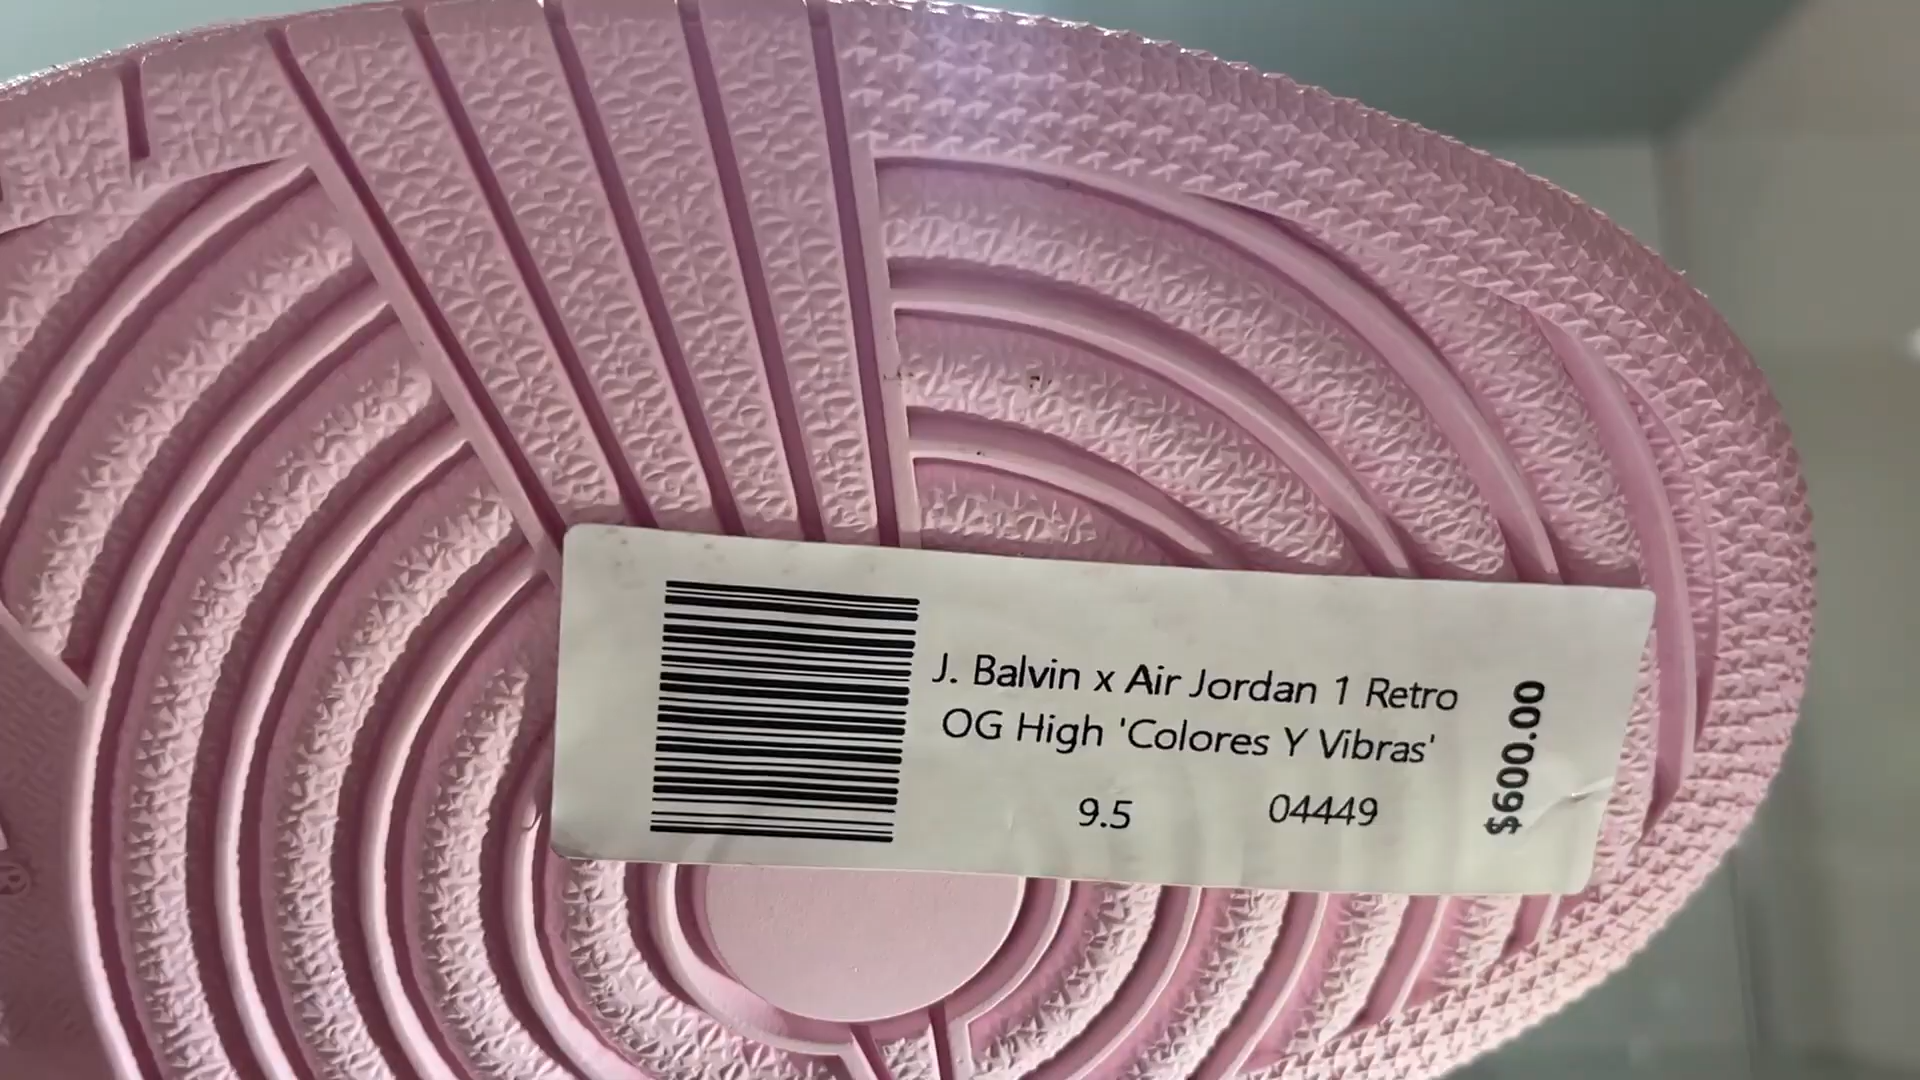 J. Balvin x Air Jordan 1 Retro
OG High 'Colores Y Vibras'
9.5 04449
$600.00